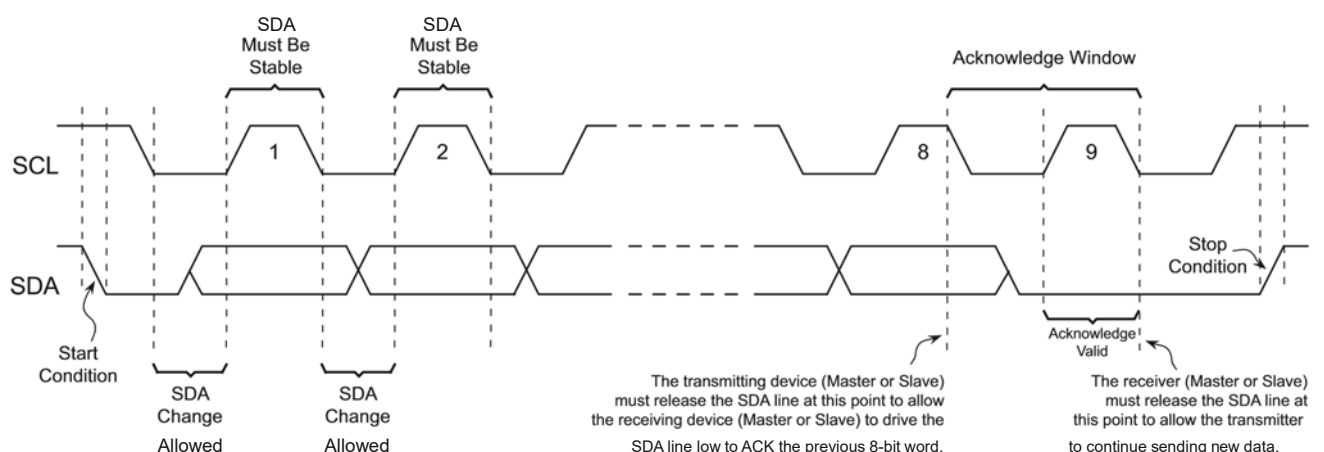 SDA
Must Be
Stable
SDA
Must Be
Stable
Acknowledge Window
SCL
1
2
8
9
SDA
Stop
Condition
Start
Condition
Acknowledge
Valid
SDA
Change
Allowed
SDA
Change
Allowed
The transmitting device (Master or Slave)
must release the SDA line at this point to allow
the receiving device (Master or Slave) to drive the
SDA line low to ACK the previous 8-bit word.
The receiver (Master or Slave)
must release the SDA line at
this point to allow the transmitter
to continue sending new data.